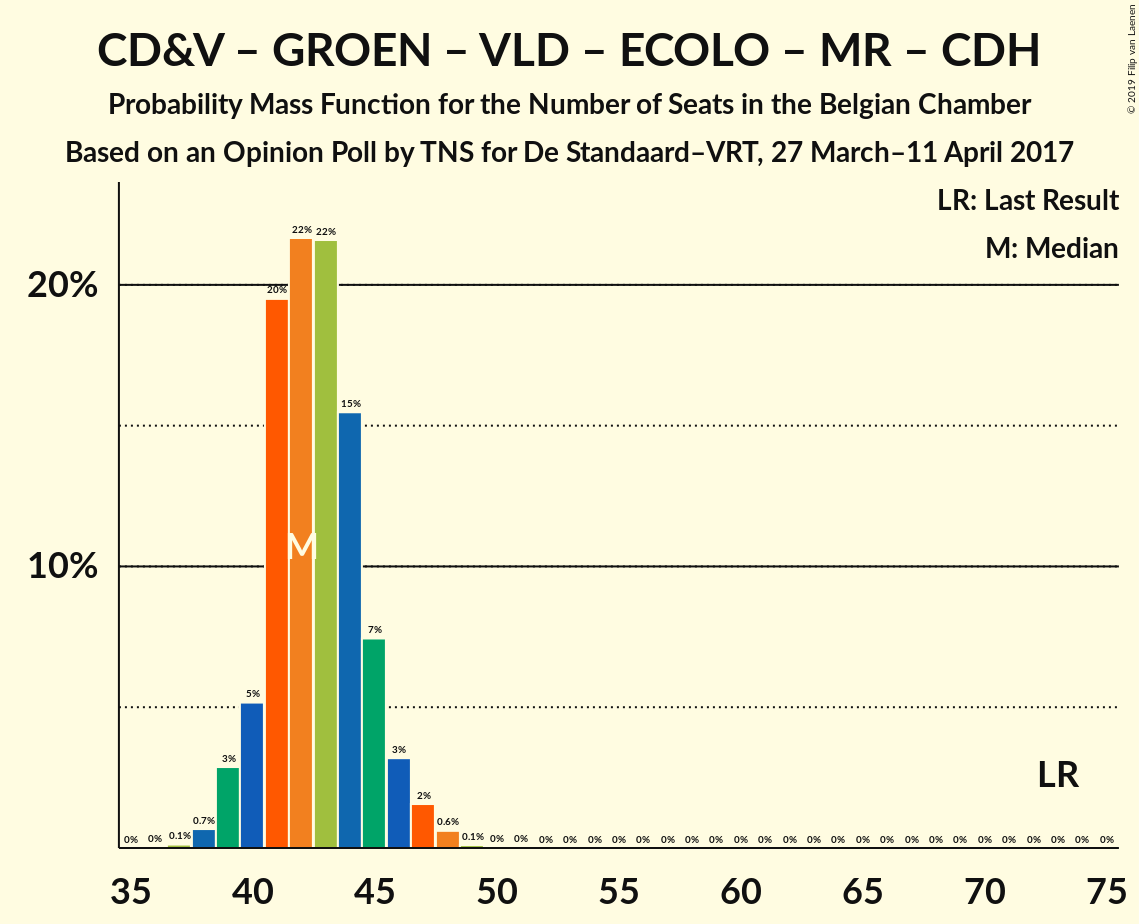 CD&V – GROEN – VLD – ECOLO – MR – CDH
Probability Mass Function for the Number of Seats in the Belgian Chamber
Based on an Opinion Poll by TNS for De Standaard–VRT, 27 March–11 April 2017
© 2019 Filip van Laenen
LR: Last Result
M: Median
20%
10%
0% 0% 0.1% 0.7% 3% 5% 20% 22% 22% 15% 7% 3% 2% 0.6% 0.1% 0% 0% 0% 0% 0% 0% 0% 0% 0% 0% 0% 0% 0% 0% 0% 0% 0% 0% 0% 0% 0% 0% 0% 0% 0% 0%
M
LR
35 40 45 50 55 60 65 70 75